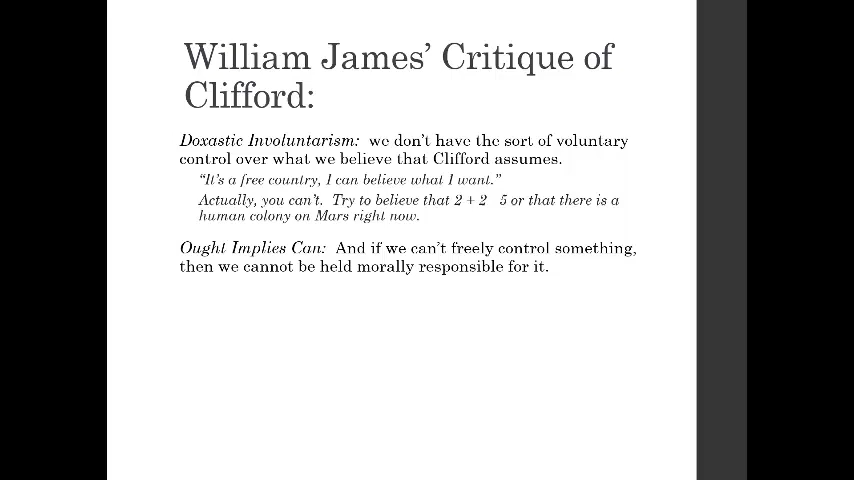 William James’ Critique of
Clifford:
Doxastic Involuntarism: we don’t have the sort of voluntary
control over what we believe that Clifford assumes.
“It’s a free country, I can believe what I want.”
Actually, you can’t. Try to believe that 2 + 2 5 or that there is a
human colony on Mars right now.
Ought Implies Can: And if we can’t freely control something,
then we cannot be held morally responsible for it.